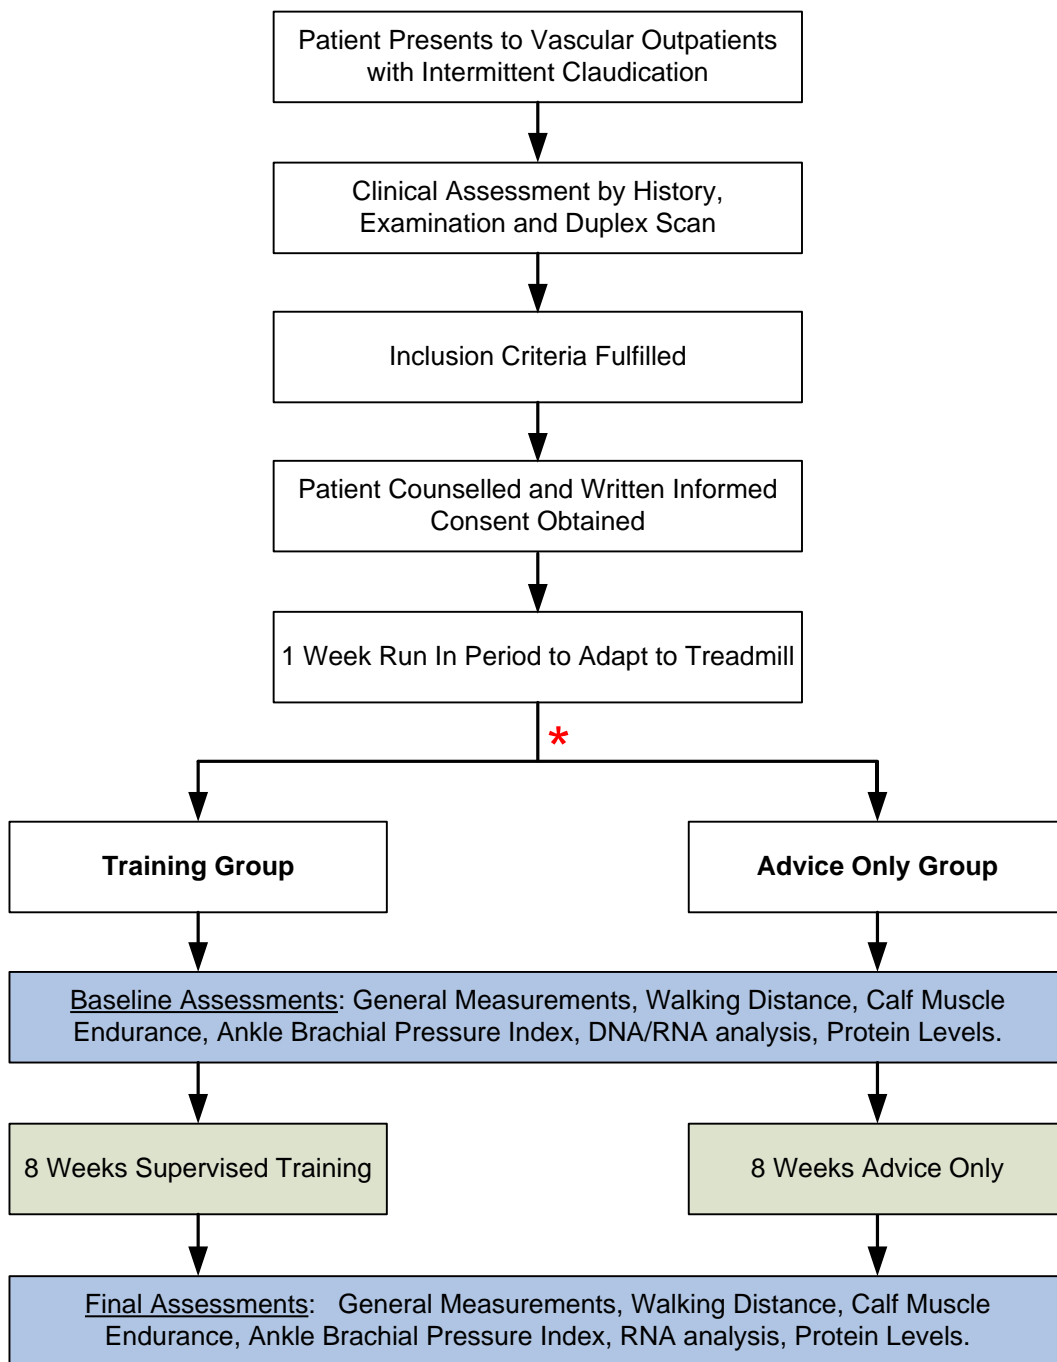 Patient Presents to Vascular Outpatients
with Intermittent Claudication
Clinical Assessment by History,
Examination and Duplex Scan
Inclusion Criteria Fulfilled
Patient Counselled and Written Informed
Consent Obtained
1 Week Run In Period to Adapt to Treadmill
*
Training Group
Advice Only Group
Baseline Assessments: General Measurements, Walking Distance, Calf Muscle
Endurance, Ankle Brachial Pressure Index, DNA/RNA analysis, Protein Levels.
8 Weeks Supervised Training
8 Weeks Advice Only
Final Assessments: General Measurements, Walking Distance, Calf Muscle
Endurance, Ankle Brachial Pressure Index, RNA analysis, Protein Levels.